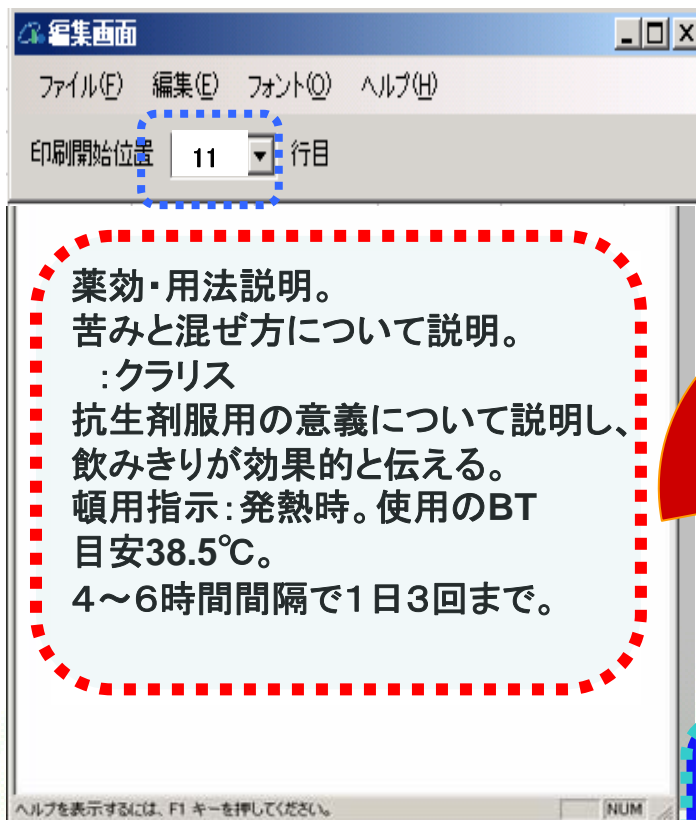 編集画面
ファイル(F) 編集(E) フォント(O) ヘルプ(H)
印刷開始位置 11 行目
薬効・用法説明。
苦みと混ぜ方について説明。
:クラリス
抗生剤服用の意義について説明し、
飲みきりが効果的と伝える。
頓用指示:発熱時。使用のBT
目安38.5℃。
4~6時間間隔で1日3回まで。
ヘルプを表示するには、F1 キーを押してください。 NUM